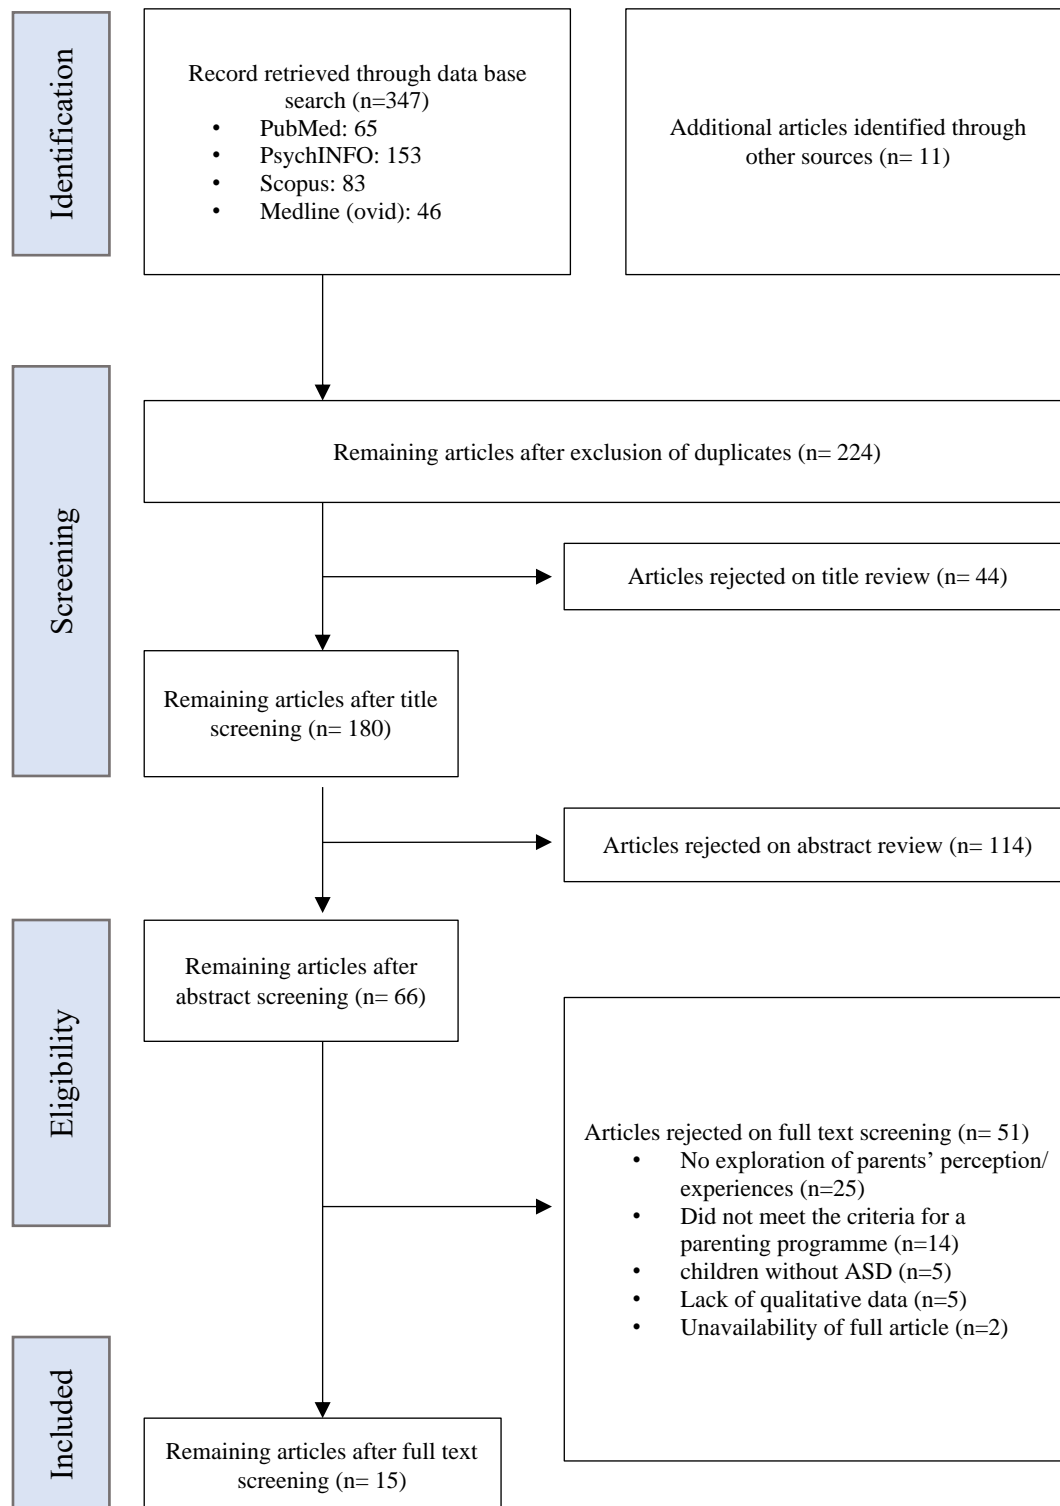 Identification
Record retrieved through data base
search (n=347)
• PubMed: 65
• PsychINFO: 153
• Scopus: 83
• Medline (ovid): 46
Additional articles identified through
other sources (n= 11)
Screening
Remaining articles after exclusion of duplicates (n= 224)
Articles rejected on title review (n= 44)
Remaining articles after title
screening (n= 180)
Articles rejected on abstract review (n= 114)
Eligibility
Remaining articles after
abstract screening (n= 66)
Articles rejected on full text screening (n= 51)
• No exploration of parents’ perception/
experiences (n=25)
• Did not meet the criteria for a
parenting programme (n=14)
• children without ASD (n=5)
• Lack of qualitative data (n=5)
• Unavailability of full article (n=2)
Included
Remaining articles after full text
screening (n= 15)